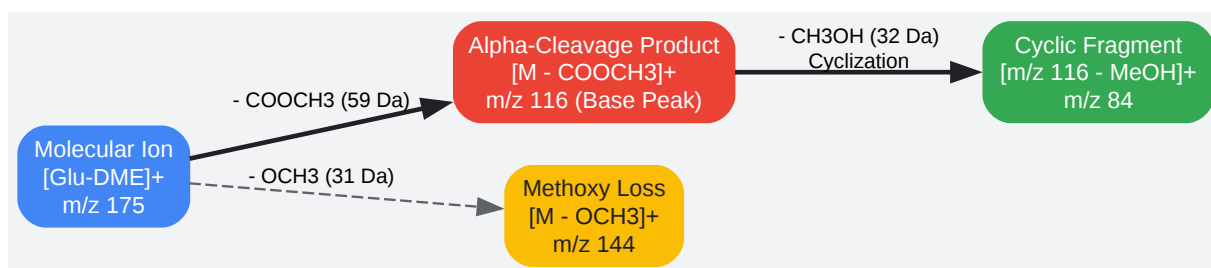 Molecular Ion
[Glu-DME]+
m/z 175
- COOCH3 (59 Da)
- OCH3 (31 Da)
Alpha-Cleavage Product
[M - COOCH3]+
m/z 116 (Base Peak)
Methoxy Loss
[M - OCH3]+
m/z 144
- CH3OH (32 Da)
Cyclization
Cyclic Fragment
[m/z 116 - MeOH]+
m/z 84